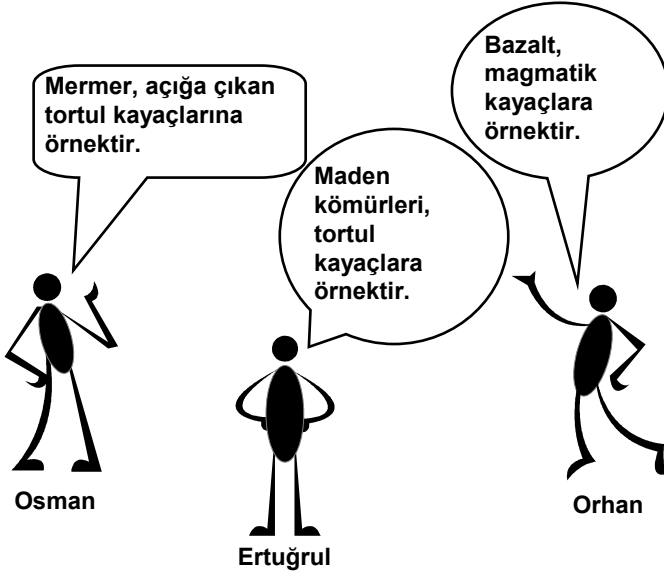 Mermer, açığa çıkan
tortul kayaçlarına
örnektir.
Maden
kömürleri,
tortul
kayaçlara
örnektir.
Bazalt,
magmatik
kayaçlara
örnektir.
Osman
Ertuğrul
Orhan